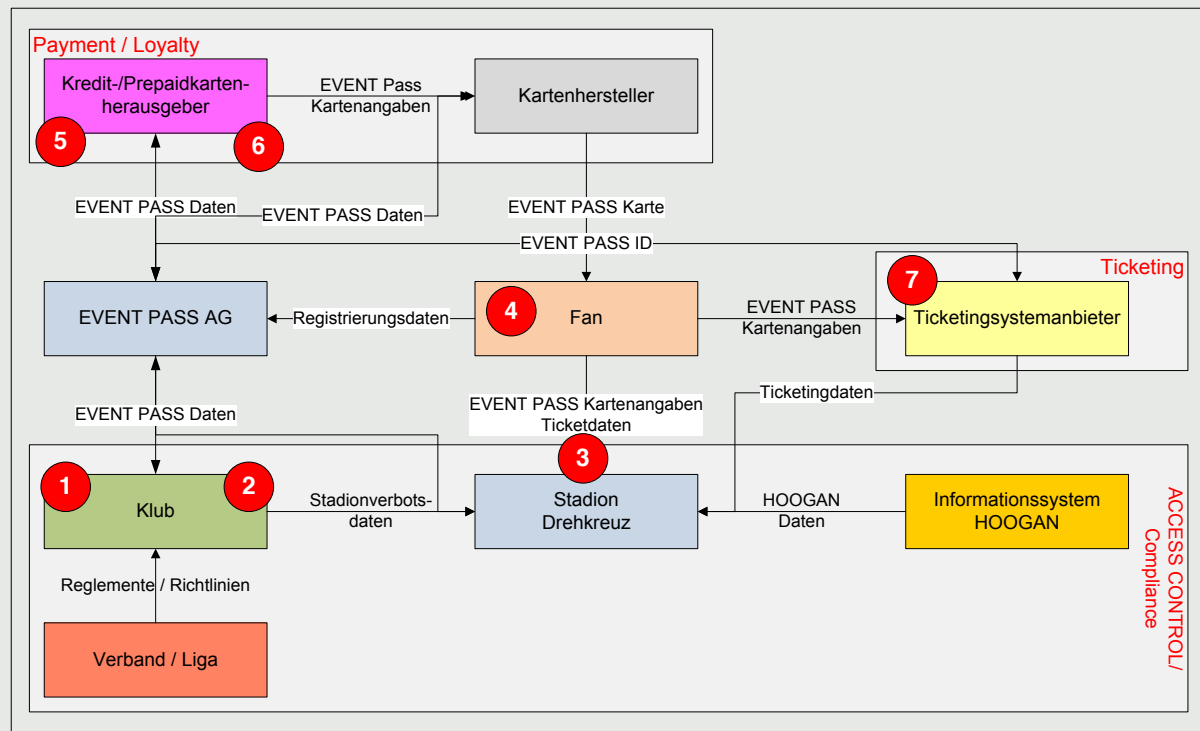 Payment / Loyalty
Kredit-/Prepaidkarten-
herausgeber
5
6
EVENT Pass
Kartenangaben
Kartenhersteller
EVENT PASS Daten
EVENT PASS Daten
EVENT PASS Karte
EVENT PASS ID
Ticketing
7
Ticketingsystemanbieter
EVENT PASS AG
Registrierungsdaten
4
Fan
EVENT PASS
Kartenangaben
EVENT PASS Daten
EVENT PASS Kartenangaben
Ticketdaten
Ticketingdaten
1
Klub
2
Stadionverbots-
daten
3
Stadion
Drehkreuz
HOOGAN
Daten
Informationssystem
HOOGAN
ACCESS CONTROL/
Compliance
Reglemente / Richtlinien
Verband / Liga